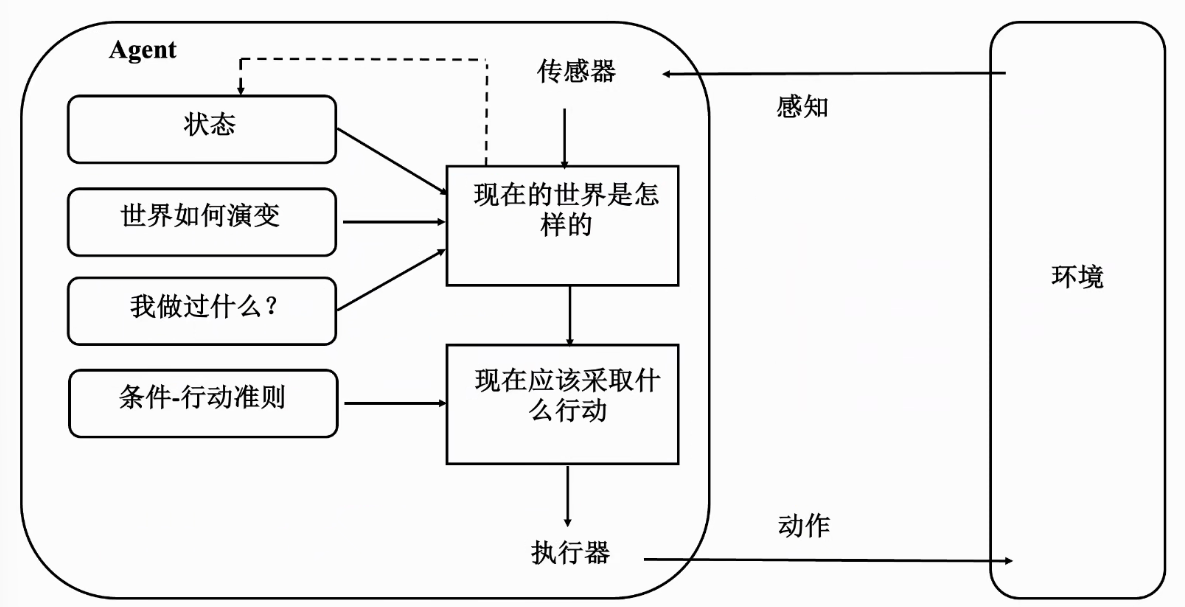 Agent
传感器
感知
状态
现在的世界是怎
样的
世界如何演变
我做过什么？
环境
条件-行动准则
现在应该采取什
么行动
动作
执行器